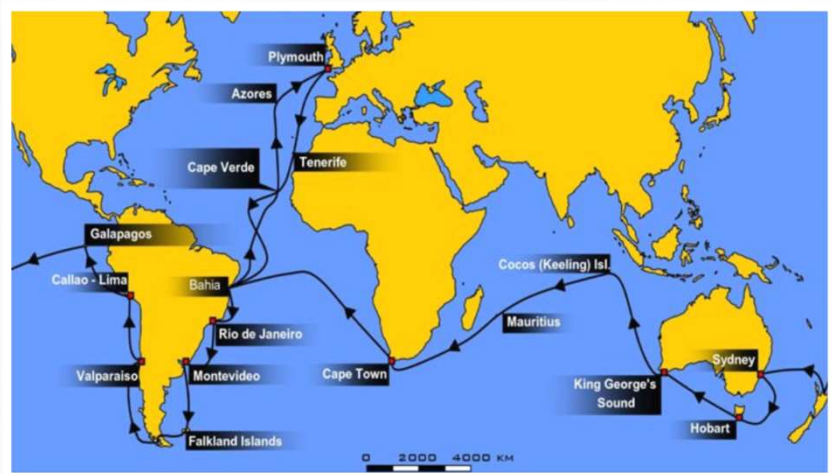 Plymouth
Azores
Cape Verde
Tenerife
Galapagos
Callao - Lima
Bahia
Cocos (Keeling) Isl.
Rio de Janeiro
Mauritius
Valparaiso
Montevideo
Cape Town
Sydney
King George's
Sound
Hobart
Falkland Islands
0 2000 4000 KM